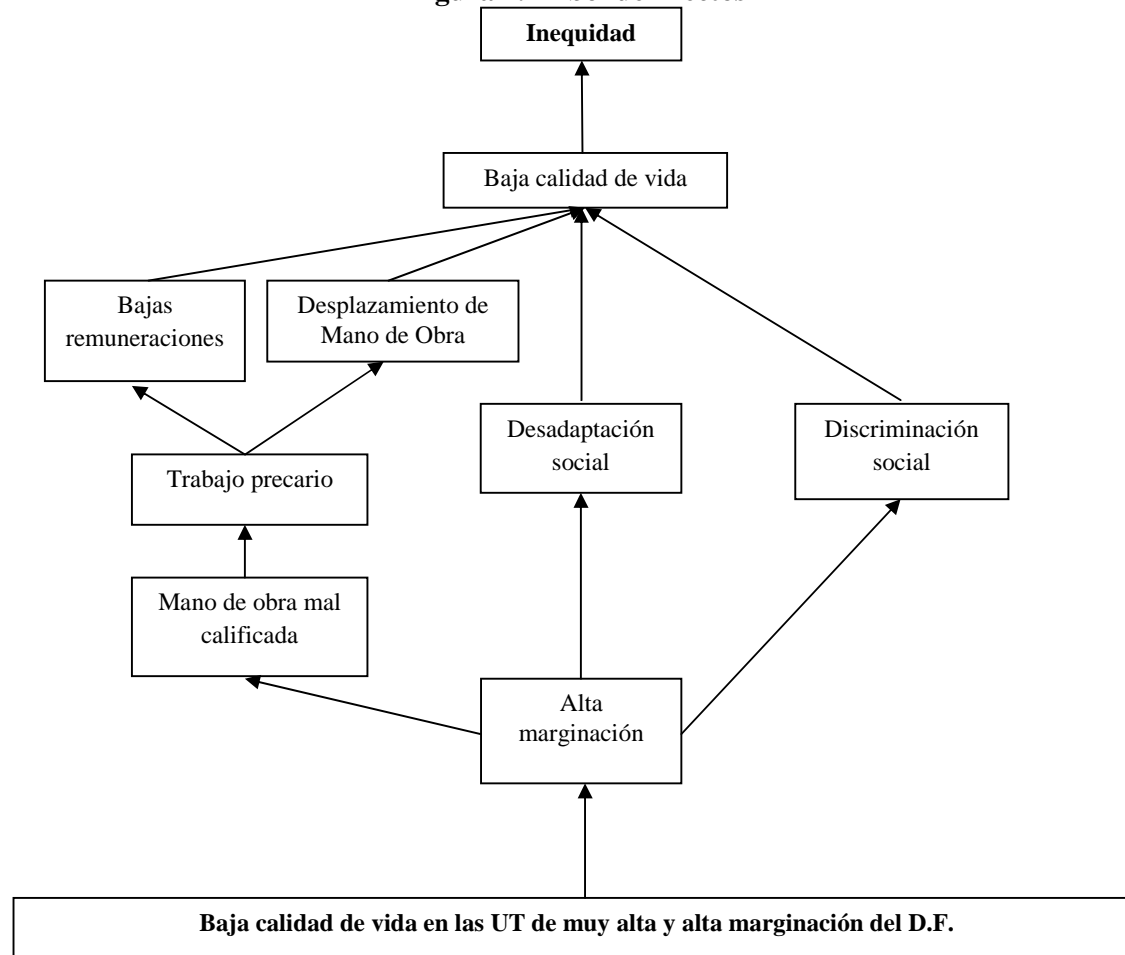 Inequidad
Baja calidad de vida
Bajas
remuneraciones
Desplazamiento de
Mano de Obra
Desadaptación
social
Discriminación
social
Trabajo precario
Mano de obra mal
calificada
Alta
marginación
Baja calidad de vida en las UT de muy alta y alta marginación del D.F.